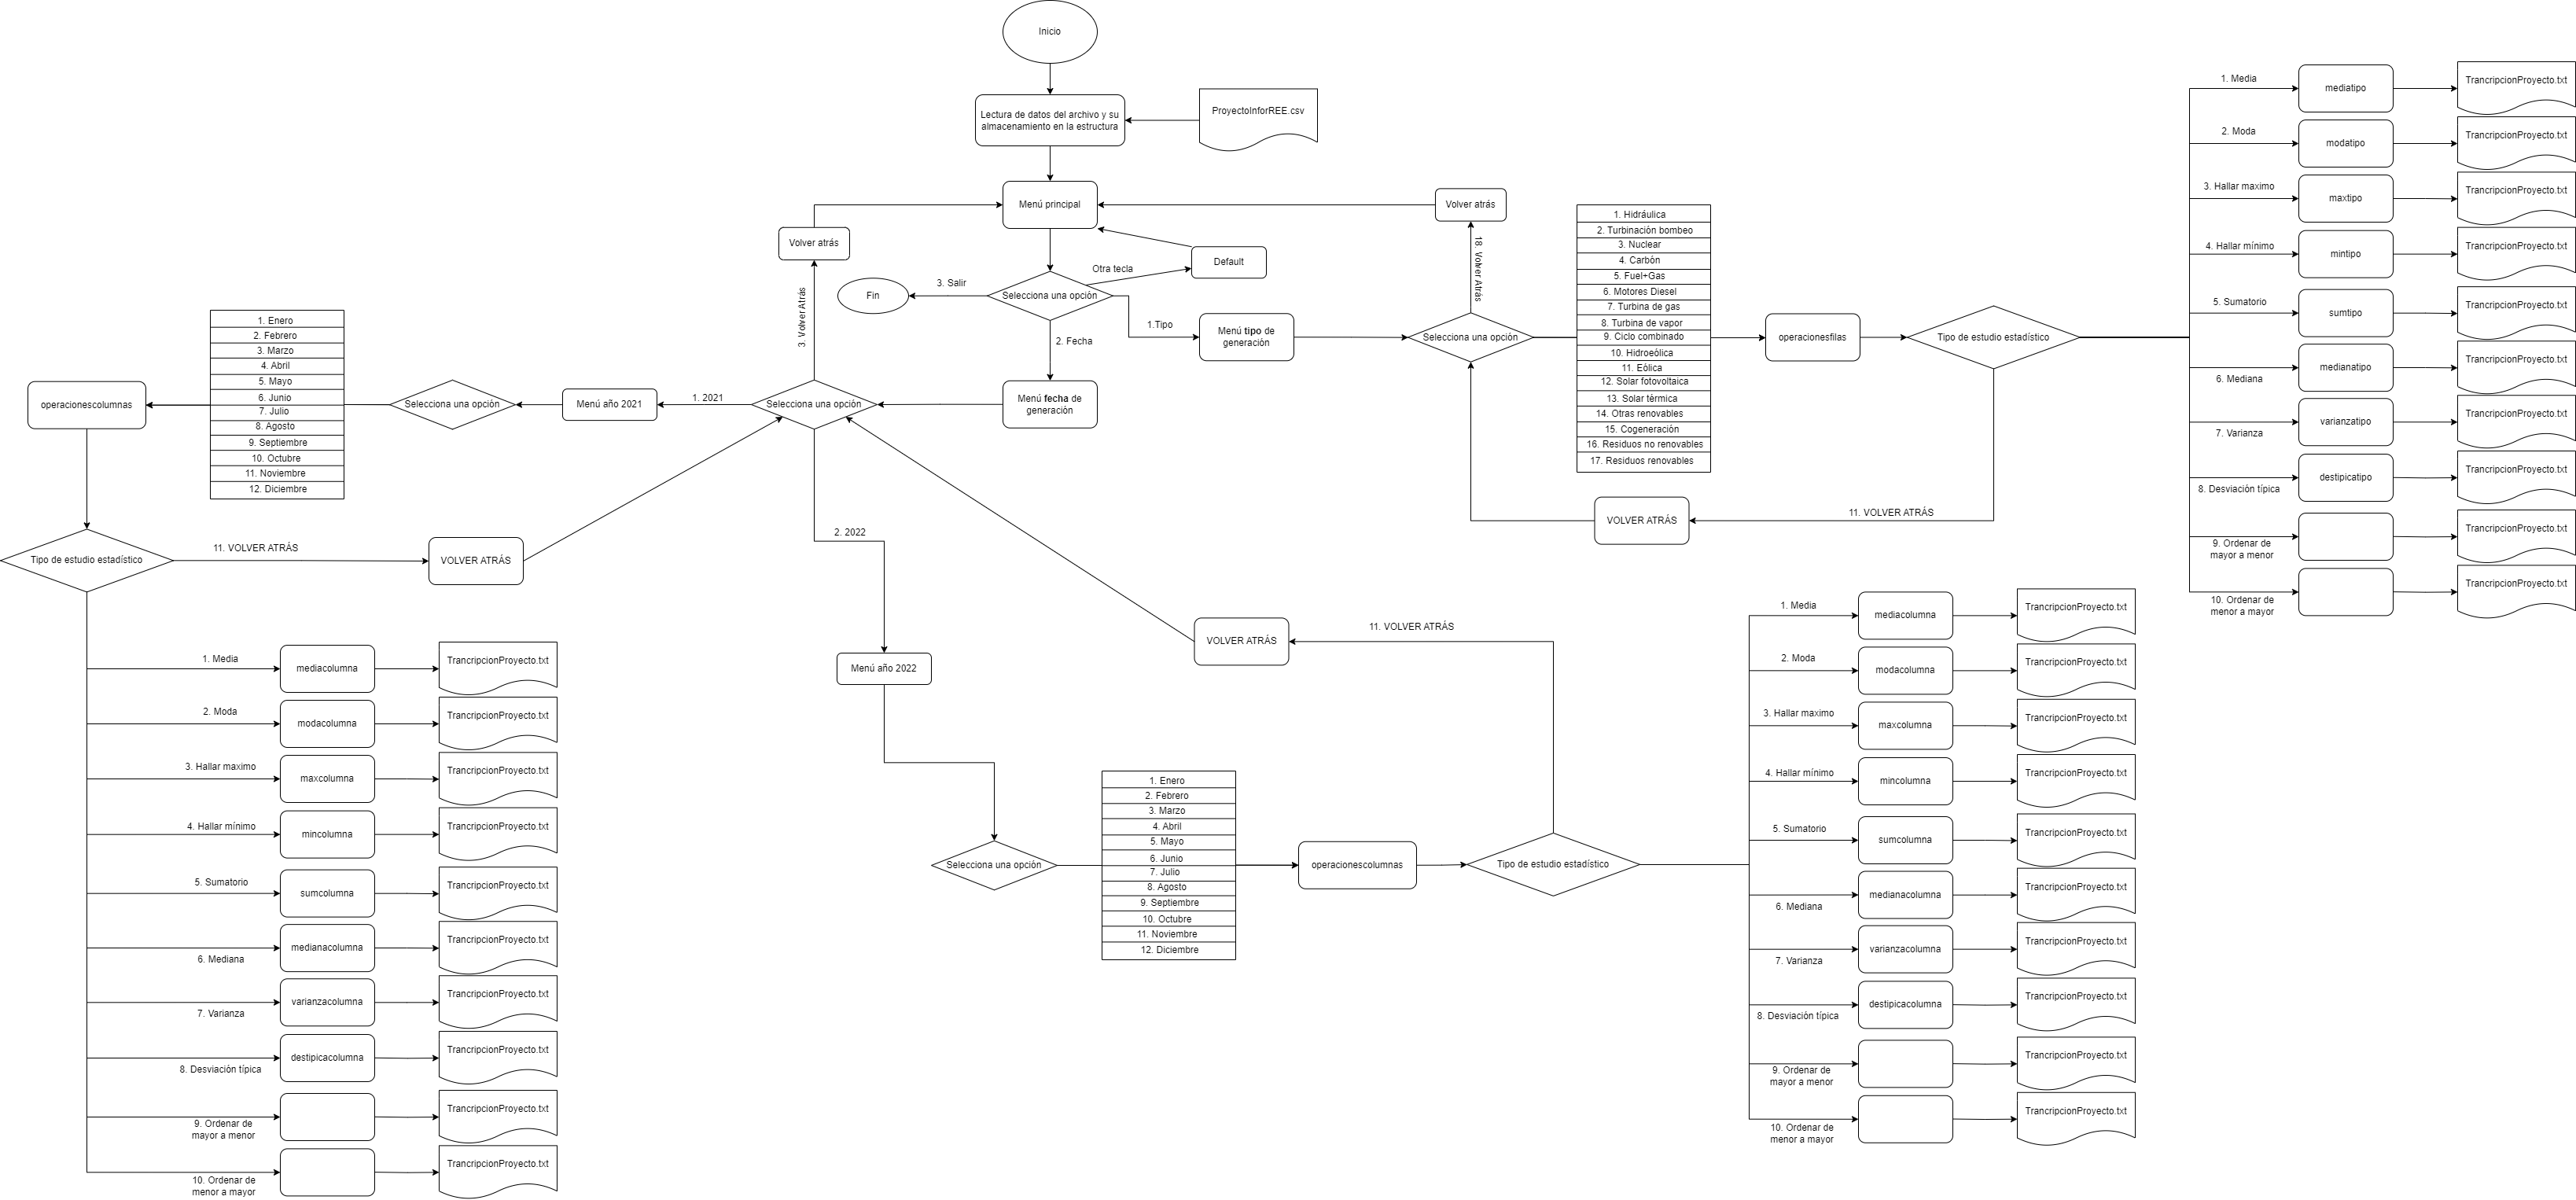 Inicio
Lectura de datos del archivo y su
almacenamiento en la estructura
ProyectoInforREE.csv
Menú principal
Volver atrás
Volver atrás
Default
Otra tecla
3. Salir
Fin
Selecciona una opción
1.Tipo
2. Fecha
Menú tipo de
generación
Menú fecha de
generación
Selecciona una opción
18. Volver Atrás
1. Hidráulica
2. Turbinación bombeo
3. Nuclear
4. Carbón
5. Fuel+Gas
6. Motores Diesel
7. Turbina de gas
8. Turbina de vapor
9. Ciclo combinado
10. Hidroeólica
11. Eólica
12. Solar fotovoltaica
13. Solar térmica
14. Otras renovables
15. Cogeneración
16. Residuos no renovables
17. Residuos renovables
operacionesfilas
Tipo de estudio estadístico
11. VOLVER ATRÁS
VOLVER ATRÁS
1. Media
mediatipo
TrancripcionProyecto.txt
2. Moda
modatipo
TrancripcionProyecto.txt
3. Hallar maximo
maxtipo
TrancripcionProyecto.txt
4. Hallar mínimo
mintipo
TrancripcionProyecto.txt
5. Sumatorio
sumtipo
TrancripcionProyecto.txt
6. Mediana
medianatipo
TrancripcionProyecto.txt
7. Varianza
varianzatipo
TrancripcionProyecto.txt
8. Desviación típica
destipicatipo
TrancripcionProyecto.txt
9. Ordenar de
mayor a menor
TrancripcionProyecto.txt
10. Ordenar de
menor a mayor
TrancripcionProyecto.txt
3. Volver Atrás
Selecciona una opción
1. 2021
Menú año 2021
Selecciona una opción
1. Enero
2. Febrero
3. Marzo
4. Abril
5. Mayo
6. Junio
7. Julio
8. Agosto
9. Septiembre
10. Octubre
11. Noviembre
12. Diciembre
operacionescolumnas
Tipo de estudio estadístico
11. VOLVER ATRÁS
VOLVER ATRÁS
1. Media
mediacolumna
TrancripcionProyecto.txt
2. Moda
modacolumna
TrancripcionProyecto.txt
3. Hallar maximo
maxcolumna
TrancripcionProyecto.txt
4. Hallar mínimo
mincolumna
TrancripcionProyecto.txt
5. Sumatorio
sumcolumna
TrancripcionProyecto.txt
6. Mediana
medianacolumna
TrancripcionProyecto.txt
7. Varianza
varianzacolumna
TrancripcionProyecto.txt
8. Desviación típica
destipicacolumna
TrancripcionProyecto.txt
9. Ordenar de
mayor a menor
TrancripcionProyecto.txt
10. Ordenar de
menor a mayor
TrancripcionProyecto.txt
2. 2022
Menú año 2022
Selecciona una opción
1. Enero
2. Febrero
3. Marzo
4. Abril
5. Mayo
6. Junio
7. Julio
8. Agosto
9. Septiembre
10. Octubre
11. Noviembre
12. Diciembre
operacionescolumnas
Tipo de estudio estadístico
11. VOLVER ATRÁS
VOLVER ATRÁS
1. Media
mediacolumna
TrancripcionProyecto.txt
2. Moda
modacolumna
TrancripcionProyecto.txt
3. Hallar maximo
maxcolumna
TrancripcionProyecto.txt
4. Hallar mínimo
mincolumna
TrancripcionProyecto.txt
5. Sumatorio
sumcolumna
TrancripcionProyecto.txt
6. Mediana
medianacolumna
TrancripcionProyecto.txt
7. Varianza
varianzacolumna
TrancripcionProyecto.txt
8. Desviación típica
destipicacolumna
TrancripcionProyecto.txt
9. Ordenar de
mayor a menor
TrancripcionProyecto.txt
10. Ordenar de
menor a mayor
TrancripcionProyecto.txt